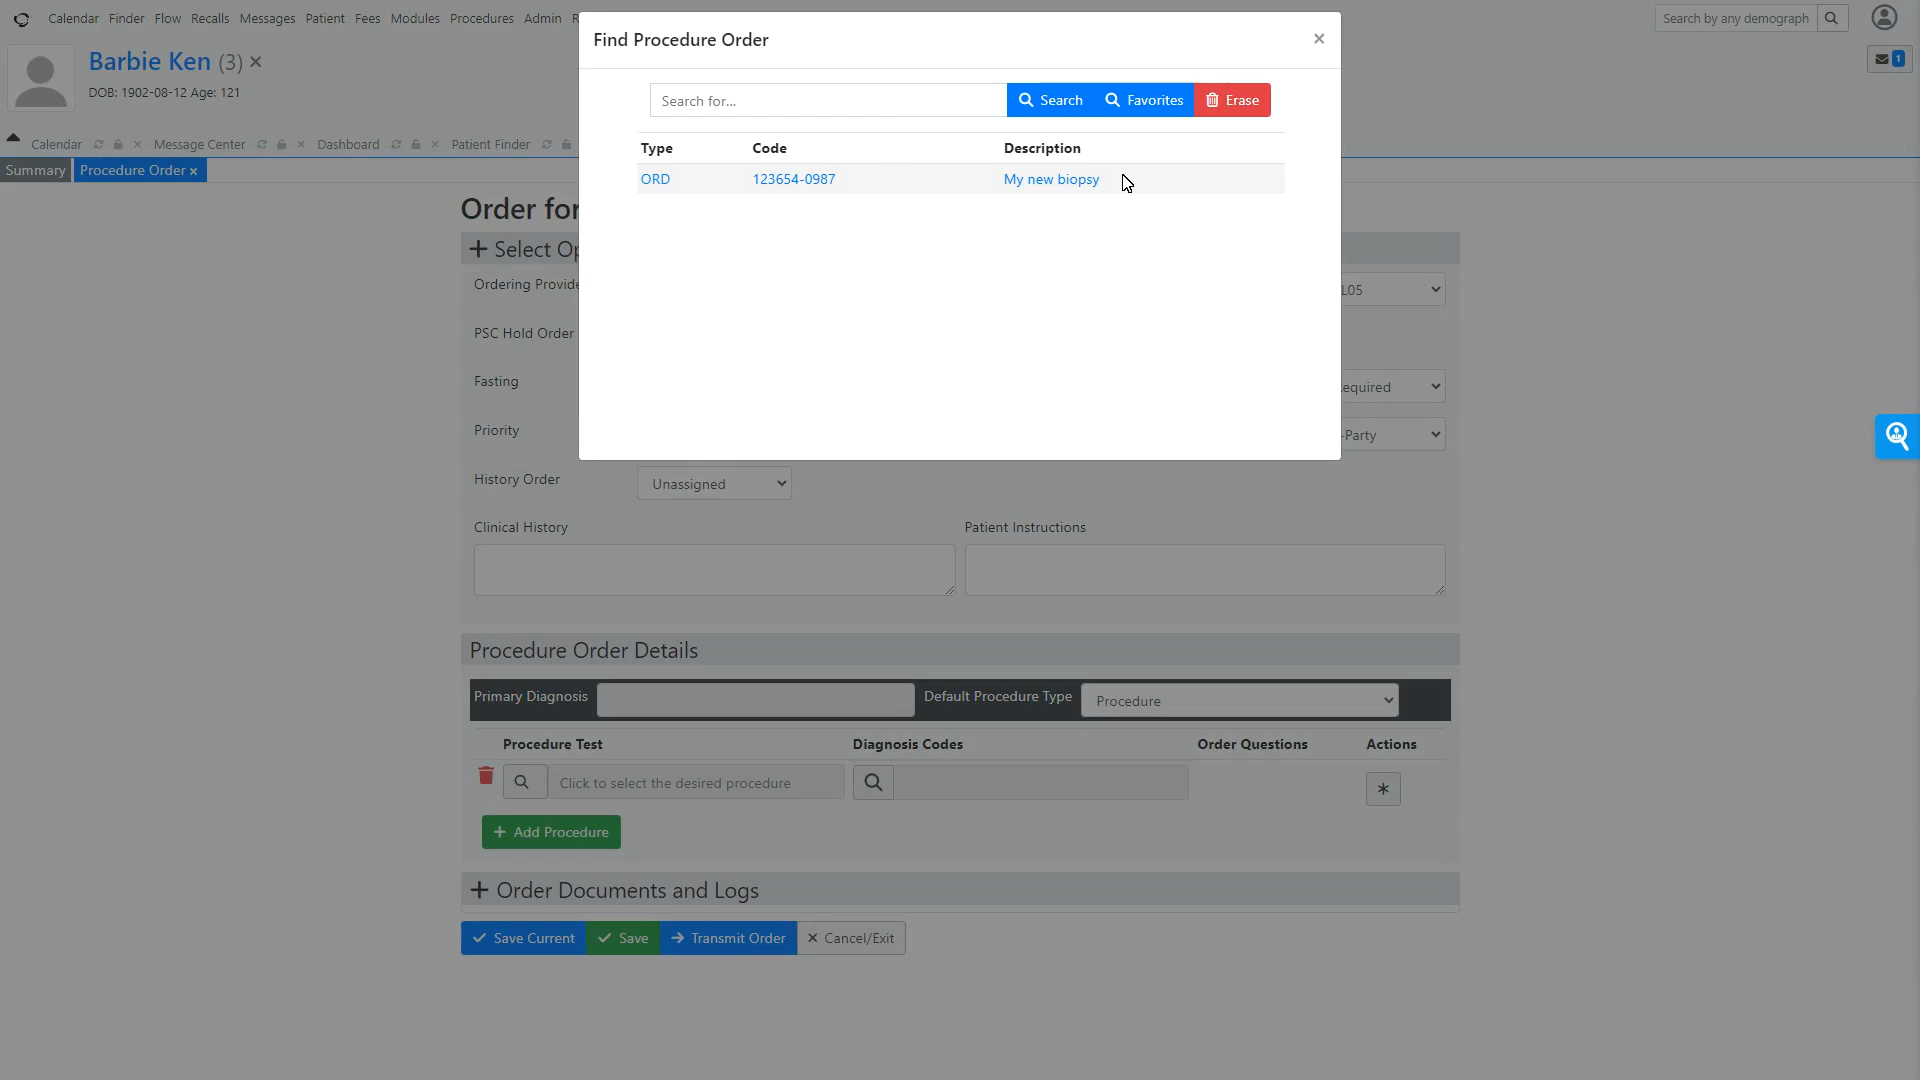 Calendar Finder Flow Recalls Messages Patient Fees Modules Procedures Admin
Search by any demograph
Barbie Ken (3)
DOB: 1902-08-12 Age: 121
1
Calendar Message Center Dashboard Patient Finder
Summary Procedure Order
Find Procedure Order
Search for...
Search Favorites Erase
Type Code Description
ORD 123654-0987 My new biopsy
Order for
Select Op
Ordering Provide
L05
PSC Hold Order
Fasting
equired
Priority
-Party
History Order Unassigned
Clinical History Patient Instructions
Procedure Order Details
Primary Diagnosis Default Procedure Type Procedure
Procedure Test Diagnosis Codes Order Questions Actions
Click to select the desired procedure
Add Procedure
Order Documents and Logs
Save Current Save Transmit Order Cancel/Exit